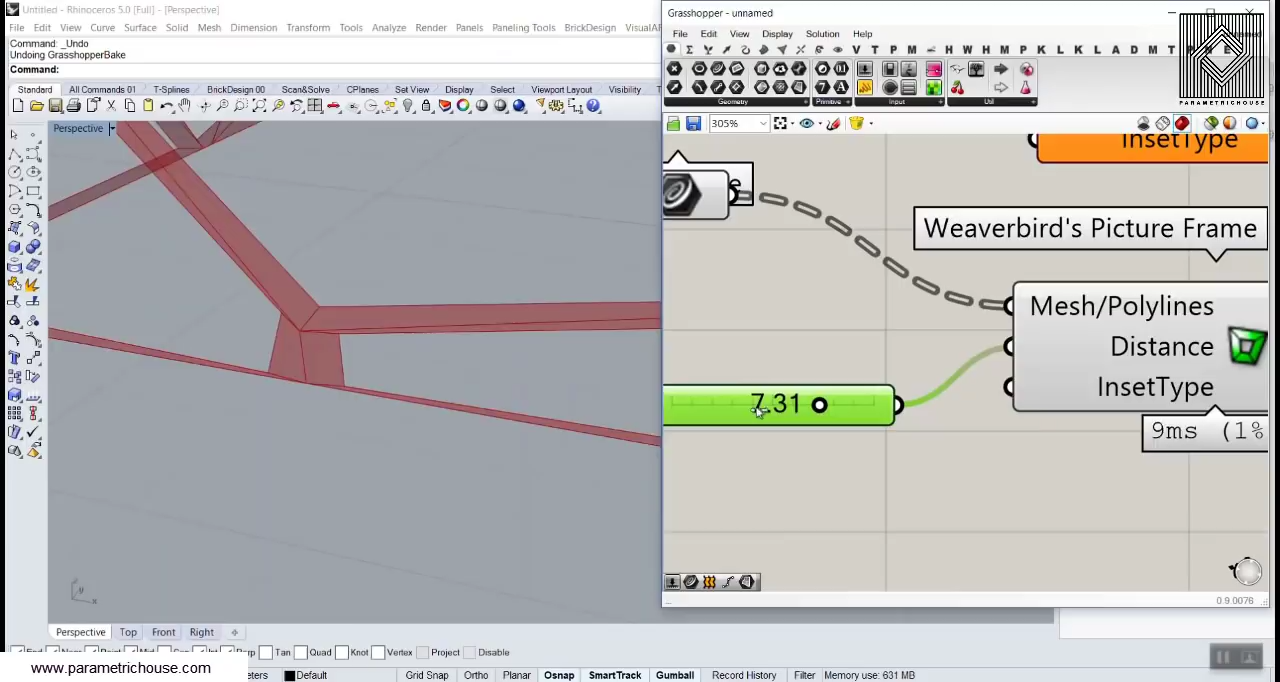 Untitled - Rhinoceros 5.0 [Full] - [Perspective]
File Edit View Curve Surface Solid Mesh Dimension Transform Tools Analyze Render Panels Paneling Tools BrickDesign
Command: _Undo
Undoing GrasshopperBake
Command:
Standard All Commands 01 T-Splines BrickDesign 00 Scan&Solve CPlanes Set View Display Select Viewport Layout Visibility
Perspective
Perspective Top Front Right
Tan Quad Knot Vertex Project Disable
www.parametrichouse.com
Default Grid Snap Ortho Planar Osnap SmartTrack Gumball Record History Filter Memory use: 631 MB
Grasshopper - unnamed
File Edit View Display Solution Help
V T P M H W H M P K L K L A D M T
Geometry Primitive Input Util
305%
PARAMETRICHOUSE
InsetType
Weaverbird's Picture Frame
Mesh/Polylines
Distance
InsetType
7.31
9ms (1%
0.9.0076